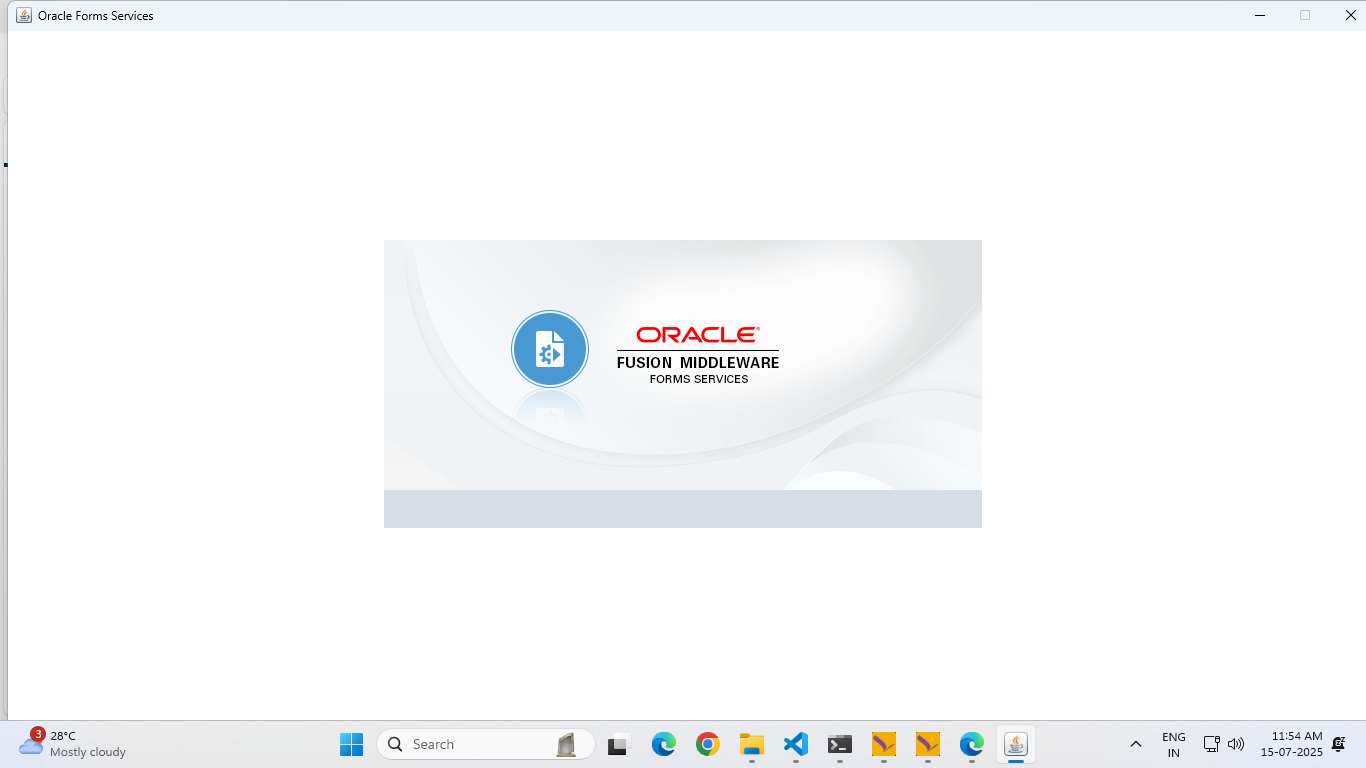 Oracle Forms Services
ORACLE®
FUSION MIDDLEWARE
FORMS SERVICES
3
28°C
Mostly cloudy
Search
ENG
IN
11:54 AM
15-07-2025